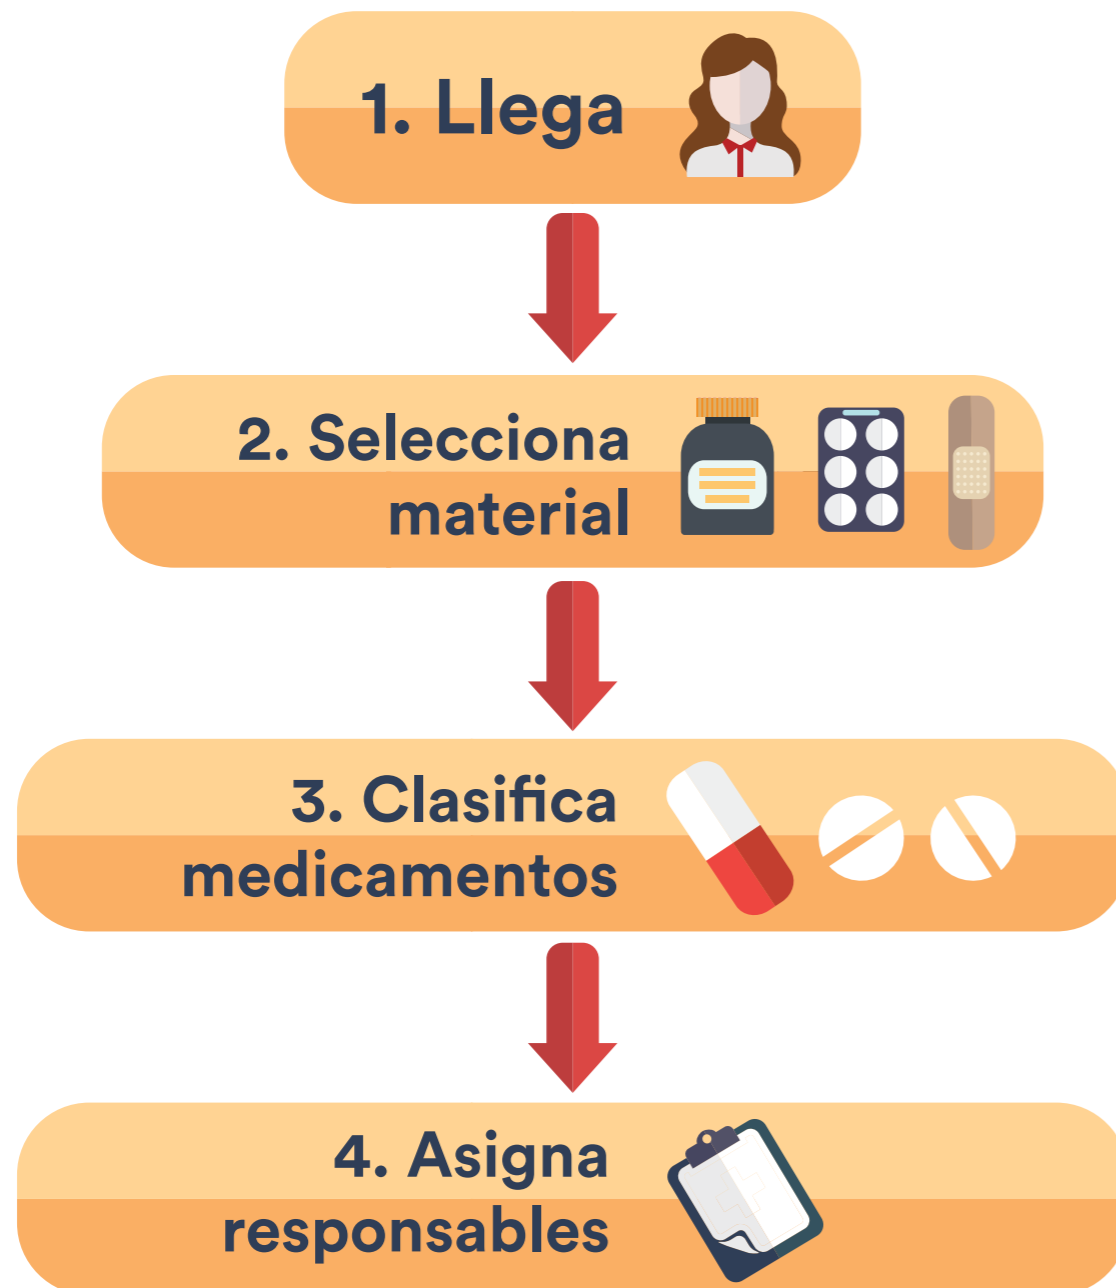 1. Llega
2. Selecciona
material
3. Clasifica
medicamentos
4. Asigna
responsables